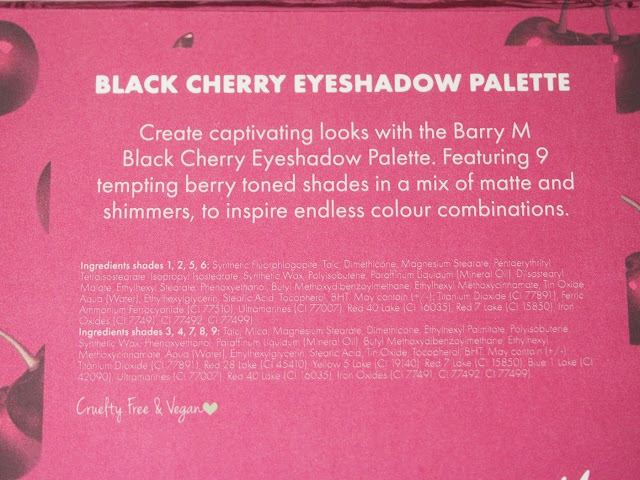 BLACK CHERRY EYESHADOW PALETTE
Create captivating looks with the Barry M
Black Cherry Eyeshadow Palette. Featuring 9
tempting berry toned shades in a mix of matte and
shimmers, to inspire endless colour combinations.
Ingredients shades 1, 2, 5, 6: Synthetic Fluorphlogopite, Talc, Dimethicone, Magnesium Stearate, Pentaerythrityl
Tetraisostearate, Isopropyl Isostearate, Synthetic Wax, Polyisobutene, Paraffinum Liquidum (Mineral Oil), Diisostearyl
Malate, Ethylhexyl Stearate, Phenoxyethanol, Butyl Methoxydibenzoylmethane, Ethylhexyl Methoxycinnamate, Tin Oxide
Aqua (Water), Ethylhexylglycerin, Stearic Acid, Tocopherol, BHT. May contain (+/-): Titanium Dioxide (CI 77891), Ferric
Ammonium Ferrocyanide (CI 77510), Ultramarines (CI 77007), Red 40 Lake (CI 16035), Red 7 Lake (CI 15850), Iron
Oxides (CI 77491, CI 77492, CI 77499)
Ingredients shades 3, 4, 7, 8, 9: Talc, Mica, Magnesium Stearate, Dimethicone, Ethylhexyl Palmitate, Polyisobutene,
Synthetic Wax, Phenoxyethanol, Paraffinum Liquidum (Mineral Oil), Butyl Methoxydibenzoylmethane, Ethylhexyl
Methoxycinnamate, Aqua (Water), Ethylhexylglycerin, Stearic Acid, Tin Oxide, Tocopherol, BHT. May contain (+/-):
Titanium Dioxide (CI 77891), Red 28 Lake (CI 45410), Yellow 5 Lake (CI 19140), Red 7 Lake (CI 15850), Blue 1 Lake (CI
42090), Ultramarines (CI 77007), Red 40 Lake (CI 16035), Iron Oxides (CI 77491, CI 77492, CI 77499).
Cruelty Free & Vegan